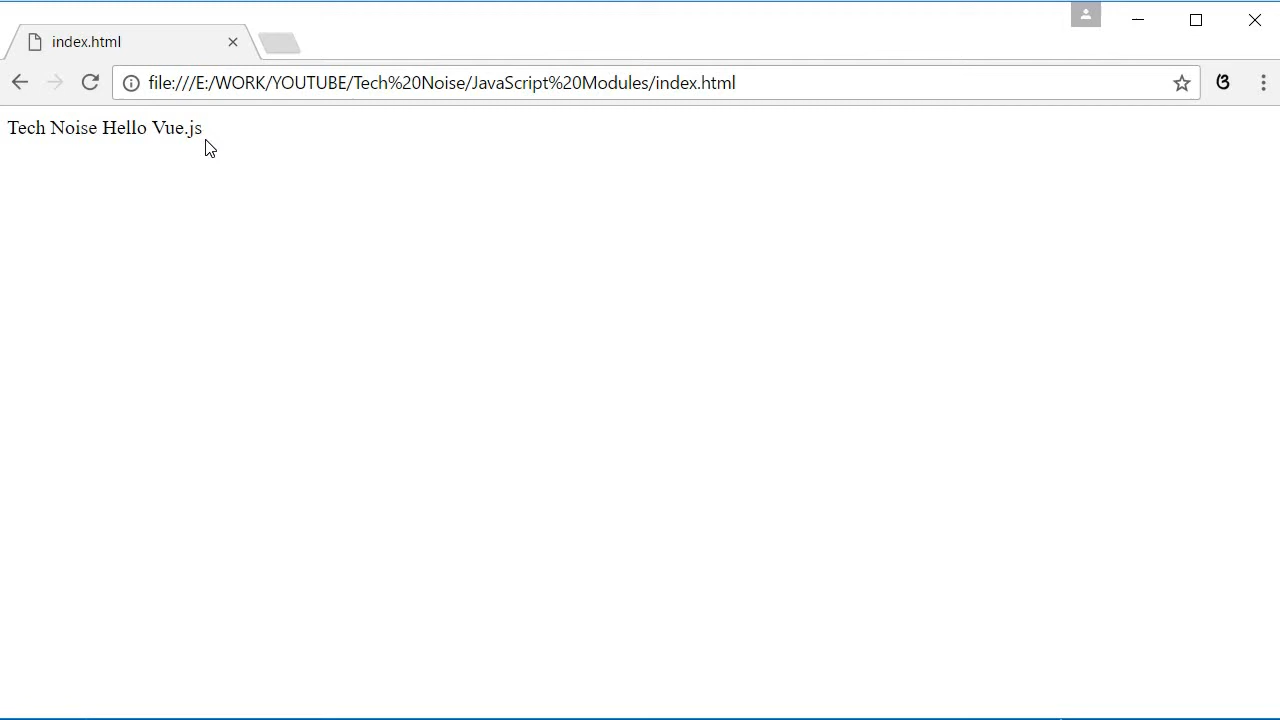 index.html
file:///E:/WORK/YOUTUBE/Tech%20Noise/JavaScript%20Modules/index.html
Tech Noise Hello Vue.js